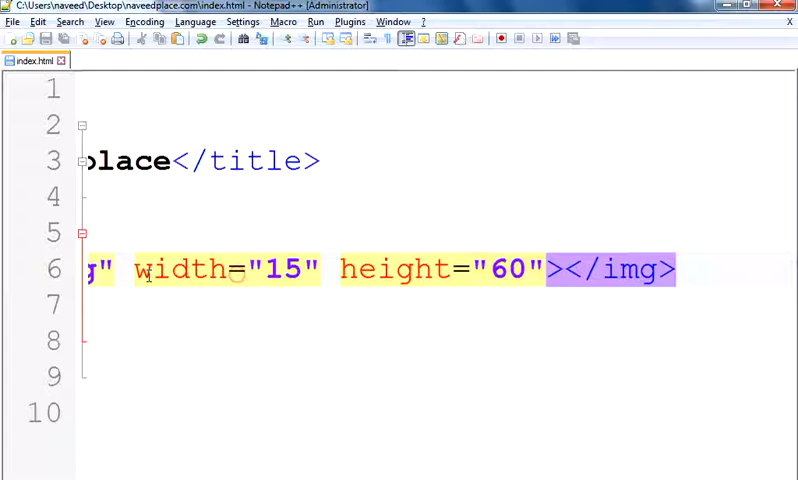 C:\Users\naveed\Desktop\naveedplace.com\index.html - Notepad++ [Administrator]
File Edit Search View Encoding Language Settings Macro Run Plugins Window ?
index.html
1
2
3 place</title>
4
5
6 g" width="15" height="60"></img>
7
8
9
10